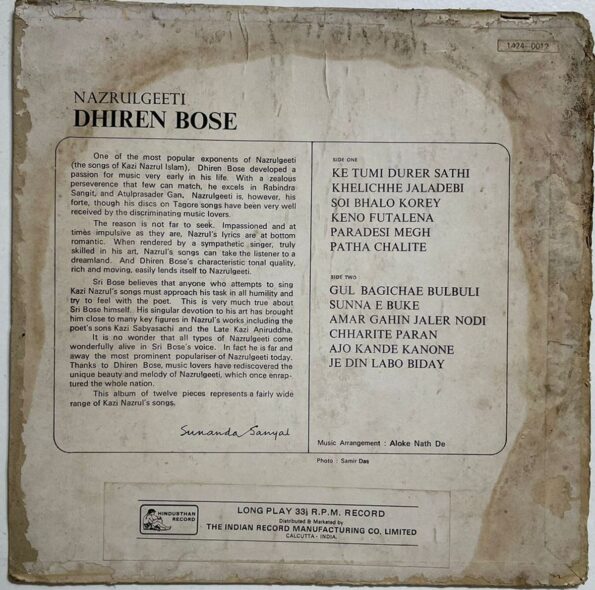 1424-0012
NAZRULGEETI
DHIREN BOSE
One of the most popular exponents of Nazrulgeeti
(the songs of Kazi Nazrul Islam), Dhiren Bose developed a
passion for music very early in his life. With a zealous
perseverence that few can match, he excels in Rabindra
Sangit, and Atulprasader Gan. Nazrulgeeti is, however, his
forte, though his discs on Tagore songs have been very well
received by the discriminating music lovers.
The reason is not far to seek. Impassioned and at
times impulsive as they are, Nazrul's lyrics are at bottom
romantic. When rendered by a sympathetic singer, truly
skilled in his art, Nazrul's songs can take the listener to a
dreamland. And Dhiren Bose's characteristic tonal quality,
rich and moving, easily lends itself to Nazrulgeeti.
Sri Bose believes that anyone who attempts to sing
Kazi Nazrul's songs must approach his task in all humility and
try to feel with the poet. This is very much true about
Sri Bose himself. His singular devotion to his art has brought
him close to many key figures in Nazrul's works including the
poet's sons Kazi Sabyasachi and the Late Kazi Aniruddha.
It is no wonder that all types of Nazrulgeeti come
wonderfully alive in Sri Bose's voice. In fact he is far and
away the most prominent populariser of Nazrulgeeti today.
Thanks to Dhiren Bose, music lovers have rediscovered the
unique beauty and melody of Nazrulgeeti, which once enrap-
tured the whole nation.
This album of twelve pieces represents a fairly wide
range of Kazi Nazrul's songs.
Sunanda Sanyal
SIDE ONE
KE TUMI DURER SATHI
KHELICHHE JALADEBI
SOI BHALO KOREY
KENO FUTALENA
PARADESI MEGH
PATHA CHALITE
SIDE TWO
GUL BAGICHAE BULBULI
SUNNA E BUKE
AMAR GAHIN JALER NODI
CHHARITE PARAN
AJO KANDE KANONE
JE DIN LABO BIDAY
Music Arrangement : Aloke Nath De
Photo : Samir Das
HINDUSTHAN
RECORD
LONG PLAY 33⅓ R.P.M. RECORD
Distributed & Marketed by
THE INDIAN RECORD MANUFACTURING CO. LIMITED
CALCUTTA - INDIA.